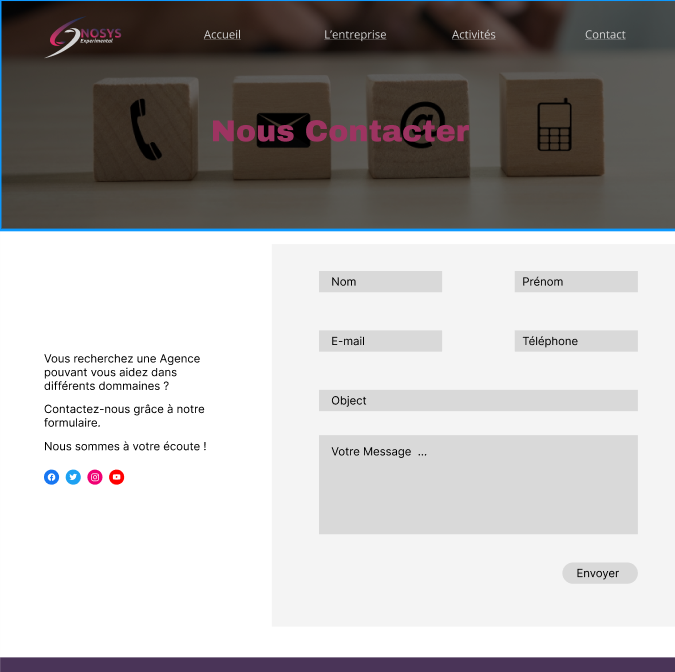 NOSYS
Experimental
Accueil
L'entreprise
Activités
Contact
Nous Contacter
@
Nom
Prénom
E-mail
Téléphone
Object
Votre Message ...
Envoyer
Vous recherchez une Agence
pouvant vous aidez dans
différents dommaines ?
Contactez-nous grâce à notre
formulaire.
Nous sommes à votre écoute !